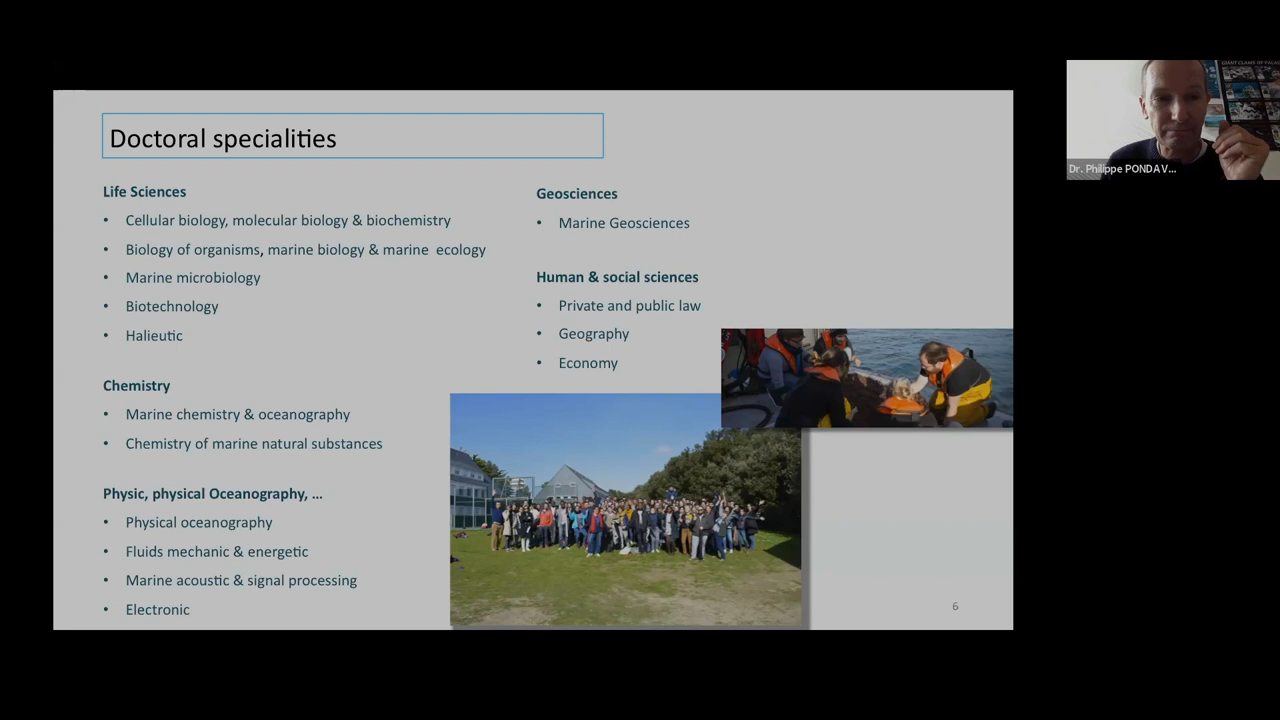 Doctoral specialities
Life Sciences
• Cellular biology, molecular biology & biochemistry
• Biology of organisms, marine biology & marine ecology
• Marine microbiology
• Biotechnology
• Halieutic
Chemistry
• Marine chemistry & oceanography
• Chemistry of marine natural substances
Physic, physical Oceanography, ...
• Physical oceanography
• Fluids mechanic & energetic
• Marine acoustic & signal processing
• Electronic
Geosciences
• Marine Geosciences
Human & social sciences
• Private and public law
• Geography
• Economy
6
GIANT CLAMS OF
Dr. Philippe PONDAV...